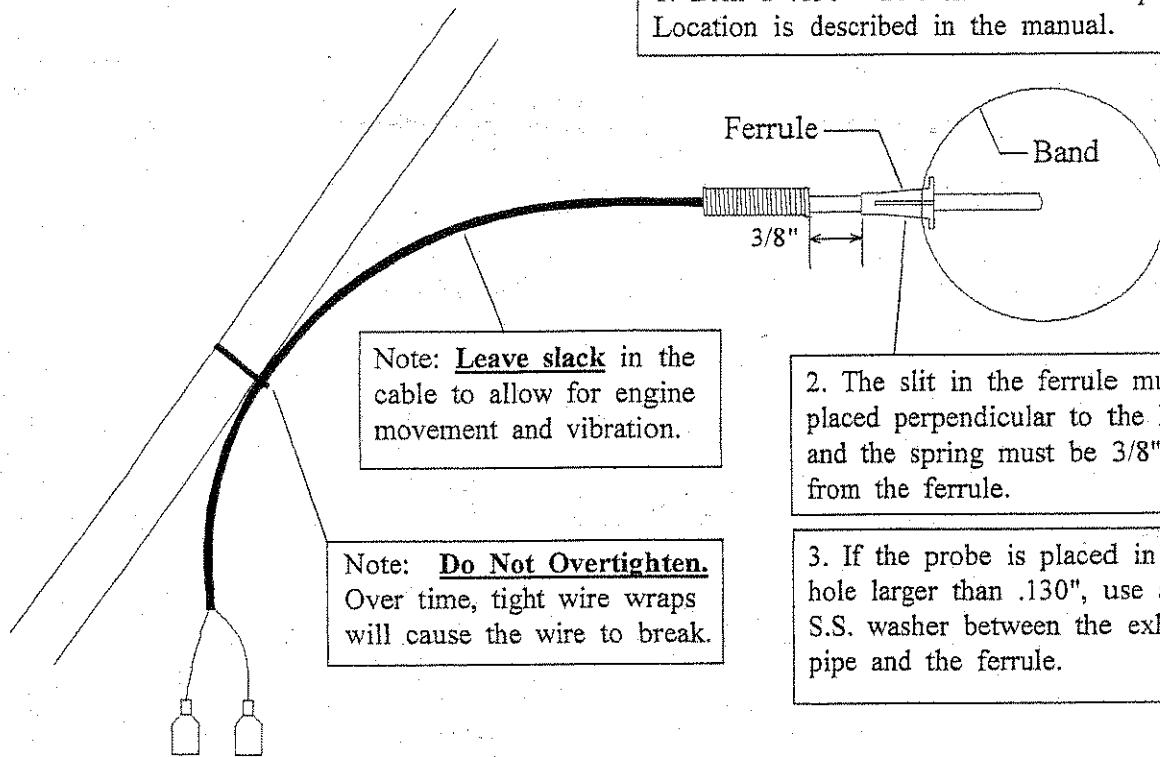 Location is described in the manual.
Ferrule
Band
3/8"
Note: Leave slack in the
cable to allow for engine
movement and vibration.
2. The slit in the ferrule
placed perpendicular to the
and the spring must be 3/8"
from the ferrule.
Note: Do Not Overtighten.
Over time, tight wire wraps
will cause the wire to break.
3. If the probe is placed in
hole larger than .130", use
S.S. washer between the
pipe and the ferrule.